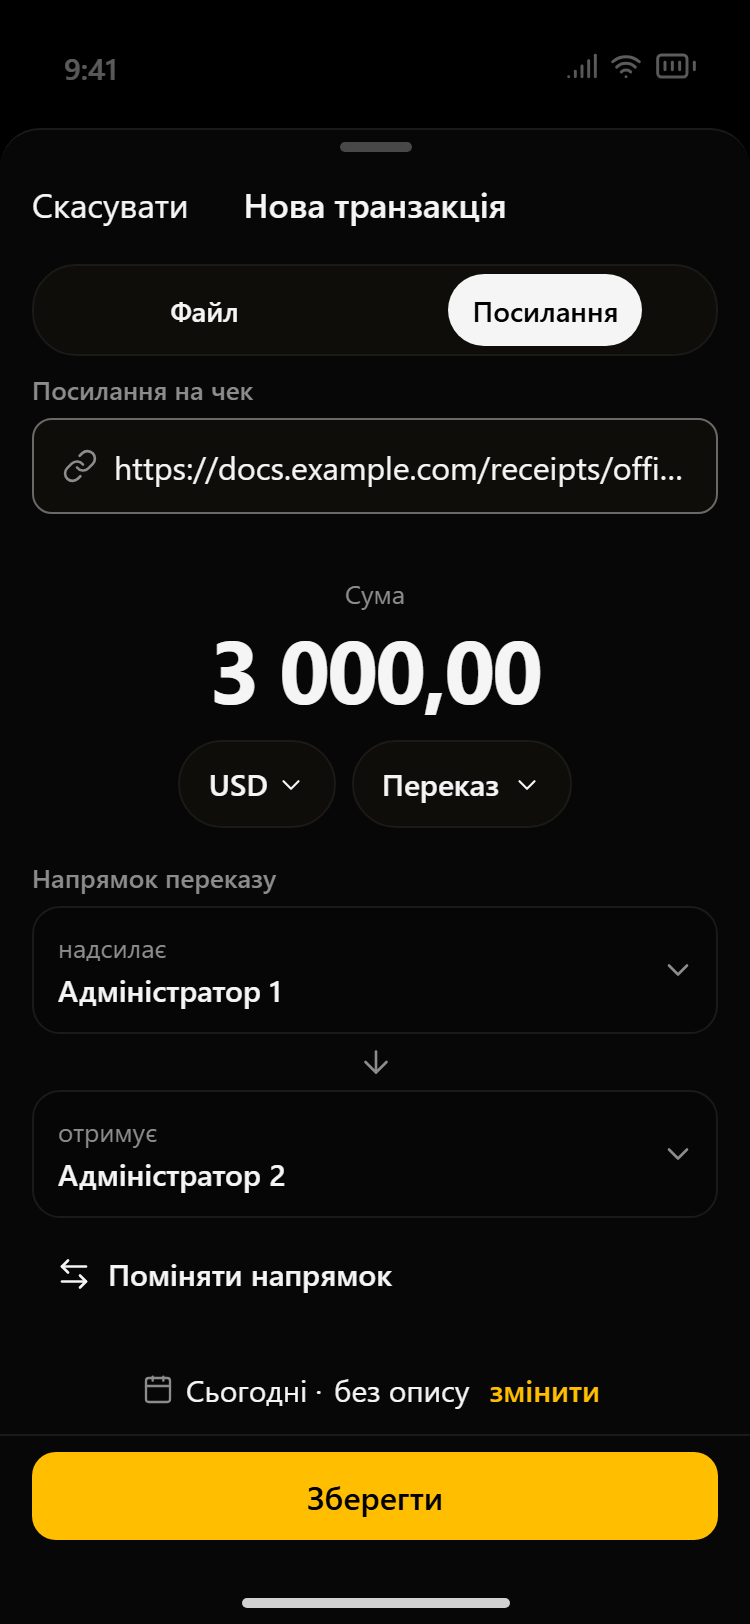 9:41
Скасувати
Нова транзакція
Файл
Посилання
Посилання на чек
https://docs.example.com/receipts/offi...
Сума
3 000,00
USD
Переказ
Напрямок переказу
надсилає
Адміністратор 1
отримує
Адміністратор 2
Поміняти напрямок
Сьогодні · без опису змінити
Зберегти